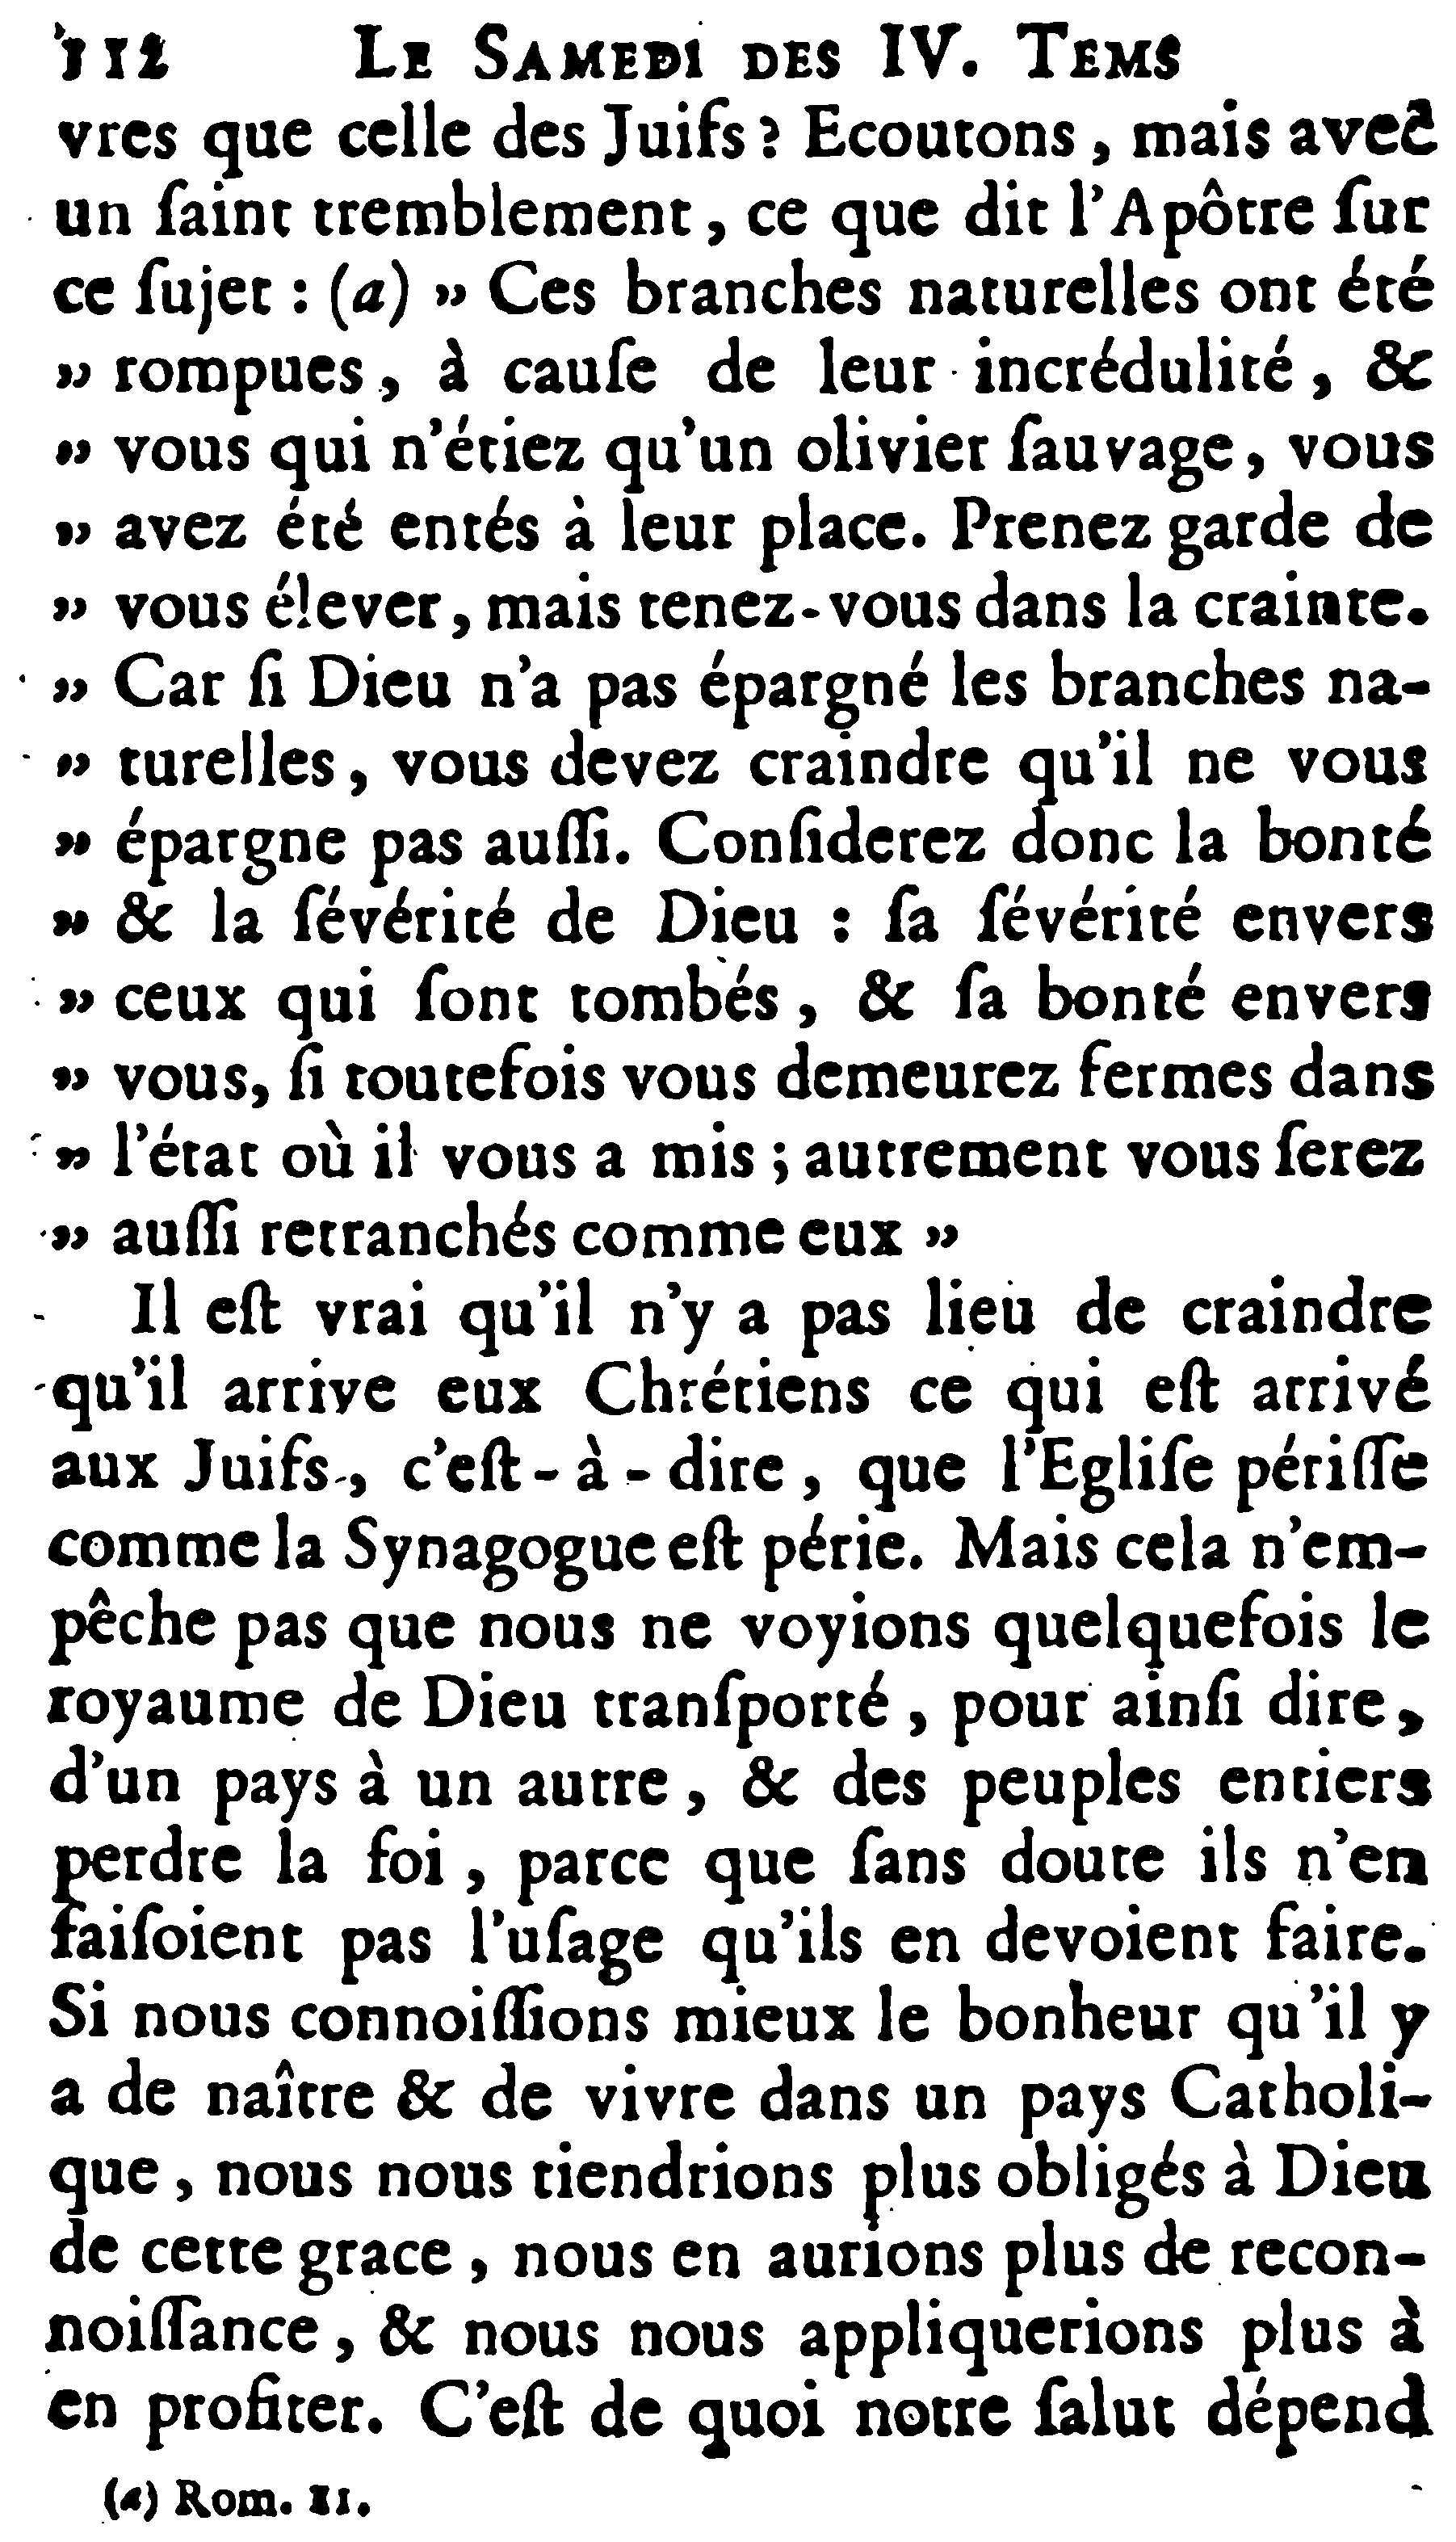 112 LE SAMEDI DES IV. TEMS
vres que celle des Juifs ? Ecoutons, mais avec
un ſaint tremblement, ce que dit l'Apôtre ſur
ce ſujet : (a) » Ces branches naturelles ont été
» rompues, à cauſe de leur incrédulité, &
» vous qui n'étiez qu'un olivier ſauvage, vous
» avez été entés à leur place. Prenez garde de
» vous élever, mais tenez-vous dans la crainte.
» Car ſi Dieu n'a pas épargné les branches na-
» turelles, vous devez craindre qu'il ne vous
» épargne pas auſſi. Conſiderez donc la bonté
» & la ſévérité de Dieu : ſa ſévérité envers
» ceux qui ſont tombés, & ſa bonté envers
» vous, ſi toutefois vous demeurez fermes dans
» l'état où il vous a mis ; autrement vous ſerez
» auſſi retranchés comme eux »
Il eſt vrai qu'il n'y a pas lieu de craindre
qu'il arrive eux Chrétiens ce qui eſt arrivé
aux Juifs, c'eſt-à-dire, que l'Egliſe périſſe
comme la Synagogue eſt périe. Mais cela n'em-
pêche pas que nous ne voyions quelquefois le
royaume de Dieu tranſporté, pour ainſi dire,
d'un pays à un autre, & des peuples entiers
perdre la foi, parce que ſans doute ils n'en
faiſoient pas l'uſage qu'ils en devoient faire.
Si nous connoiſſions mieux le bonheur qu'il y
a de naître & de vivre dans un pays Catholi-
que, nous nous tiendrions plus obligés à Dieu
de cette grace, nous en aurions plus de recon-
noiſſance, & nous nous appliquerions plus à
en profiter. C'eſt de quoi notre ſalut dépend
(a) Rom. 11.